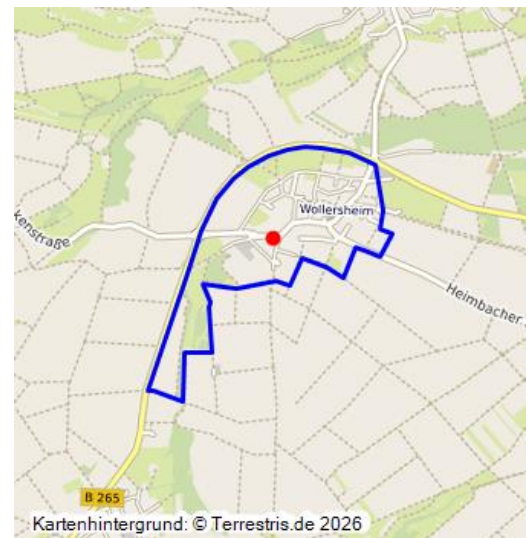 Wollersheim
kenstraße
Heimbacher.
B 265
Kartenhintergrund: © Terrestris.de 2026